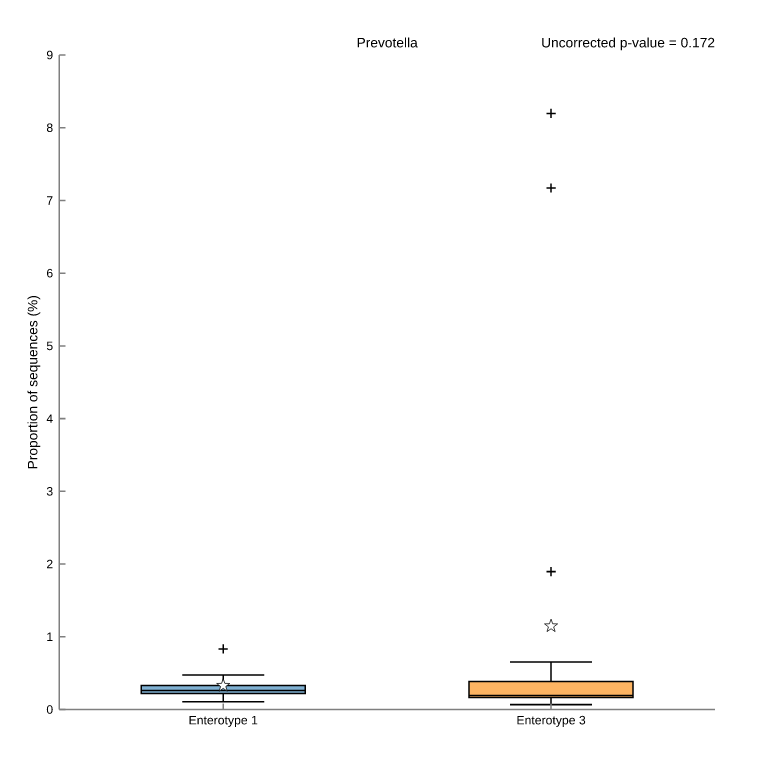 Prevotella
Uncorrected p-value = 0.172
Proportion of sequences (%)
9
8
7
6
5
4
3
2
1
0
Enterotype 1
Enterotype 3